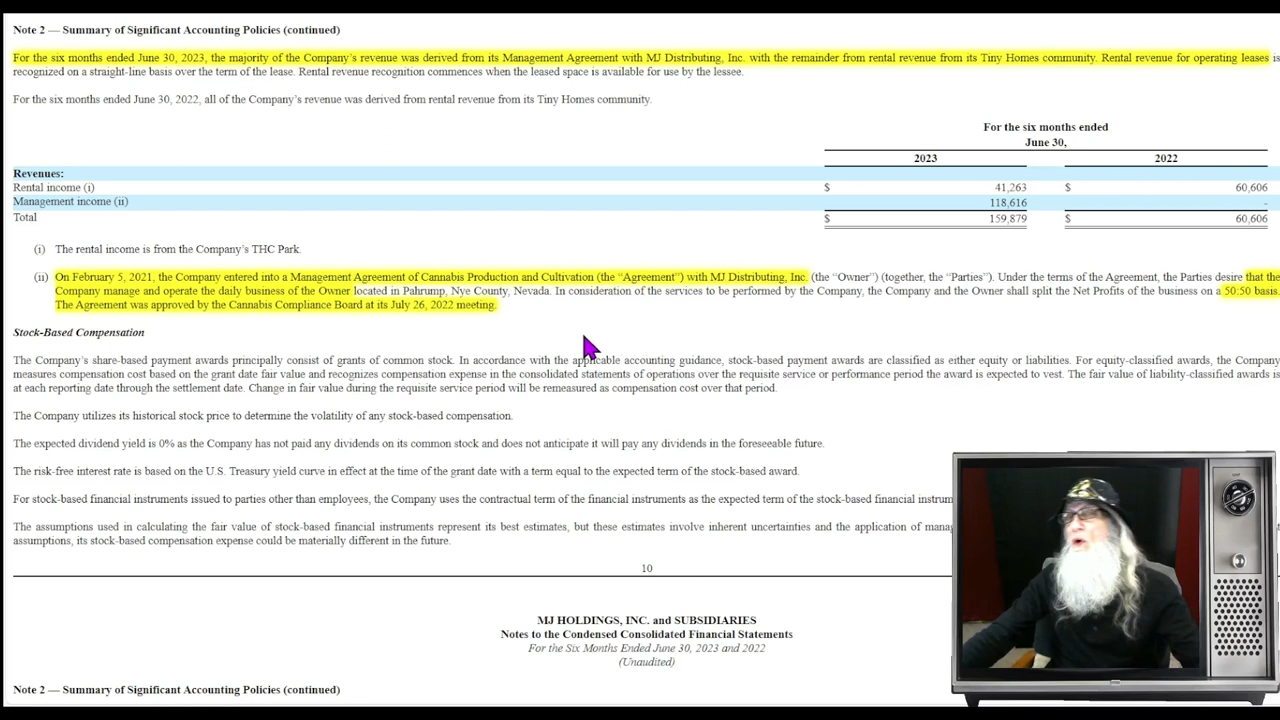 Note 2 — Summary of Significant Accounting Policies (continued)
For the six months ended June 30, 2023, the majority of the Company's revenue was derived from its Management Agreement with MJ Distributing, Inc. with the remainder from rental revenue from its Tiny Homes community. Rental revenue for operating leases is
recognized on a straight-line basis over the term of the lease. Rental revenue recognition commences when the leased space is available for use by the lessee.
For the six months ended June 30, 2022, all of the Company's revenue was derived from rental revenue from its Tiny Homes community.
For the six months ended
June 30,
2023 2022
Revenues:
Rental income (i) $ 41,263 $ 60,606
Management income (ii) 118,616 -
Total $ 159,879 $ 60,606
(i) The rental income is from the Company's THC Park.
(ii) On February 5, 2021, the Company entered into a Management Agreement of Cannabis Production and Cultivation (the "Agreement") with MJ Distributing, Inc. (the "Owner") (together, the "Parties"). Under the terms of the Agreement, the Parties desire that the
Company manage and operate the daily business of the Owner located in Pahrump, Nye County, Nevada. In consideration of the services to be performed by the Company, the Company and the Owner shall split the Net Profits of the business on a 50:50 basis.
The Agreement was approved by the Cannabis Compliance Board at its July 26, 2022 meeting.
Stock-Based Compensation
The Company's share-based payment awards principally consist of grants of common stock. In accordance with the applicable accounting guidance, stock-based payment awards are classified as either equity or liabilities. For equity-classified awards, the Company
measures compensation cost based on the grant date fair value and recognizes compensation expense in the consolidated statements of operations over the requisite service or performance period the award is expected to vest. The fair value of liability-classified awards is
at each reporting date through the settlement date. Change in fair value during the requisite service period will be remeasured as compensation cost over that period.
The Company utilizes its historical stock price to determine the volatility of any stock-based compensation.
The expected dividend yield is 0% as the Company has not paid any dividends on its common stock and does not anticipate it will pay any dividends in the foreseeable future.
The risk-free interest rate is based on the U.S. Treasury yield curve in effect at the time of the grant date with a term equal to the expected term of the stock-based award.
For stock-based financial instruments issued to parties other than employees, the Company uses the contractual term of the financial instruments as the expected term of the stock-based financial
The assumptions used in calculating the fair value of stock-based financial instruments represent its best estimates, but these estimates involve inherent uncertainties and the application of
assumptions, its stock-based compensation expense could be materially different in the future.
10
MJ HOLDINGS, INC. and SUBSIDIARIES
Notes to the Condensed Consolidated Financial Statements
For the Six Months Ended June 30, 2023 and 2022
(Unaudited)
Note 2 — Summary of Significant Accounting Policies (continued)